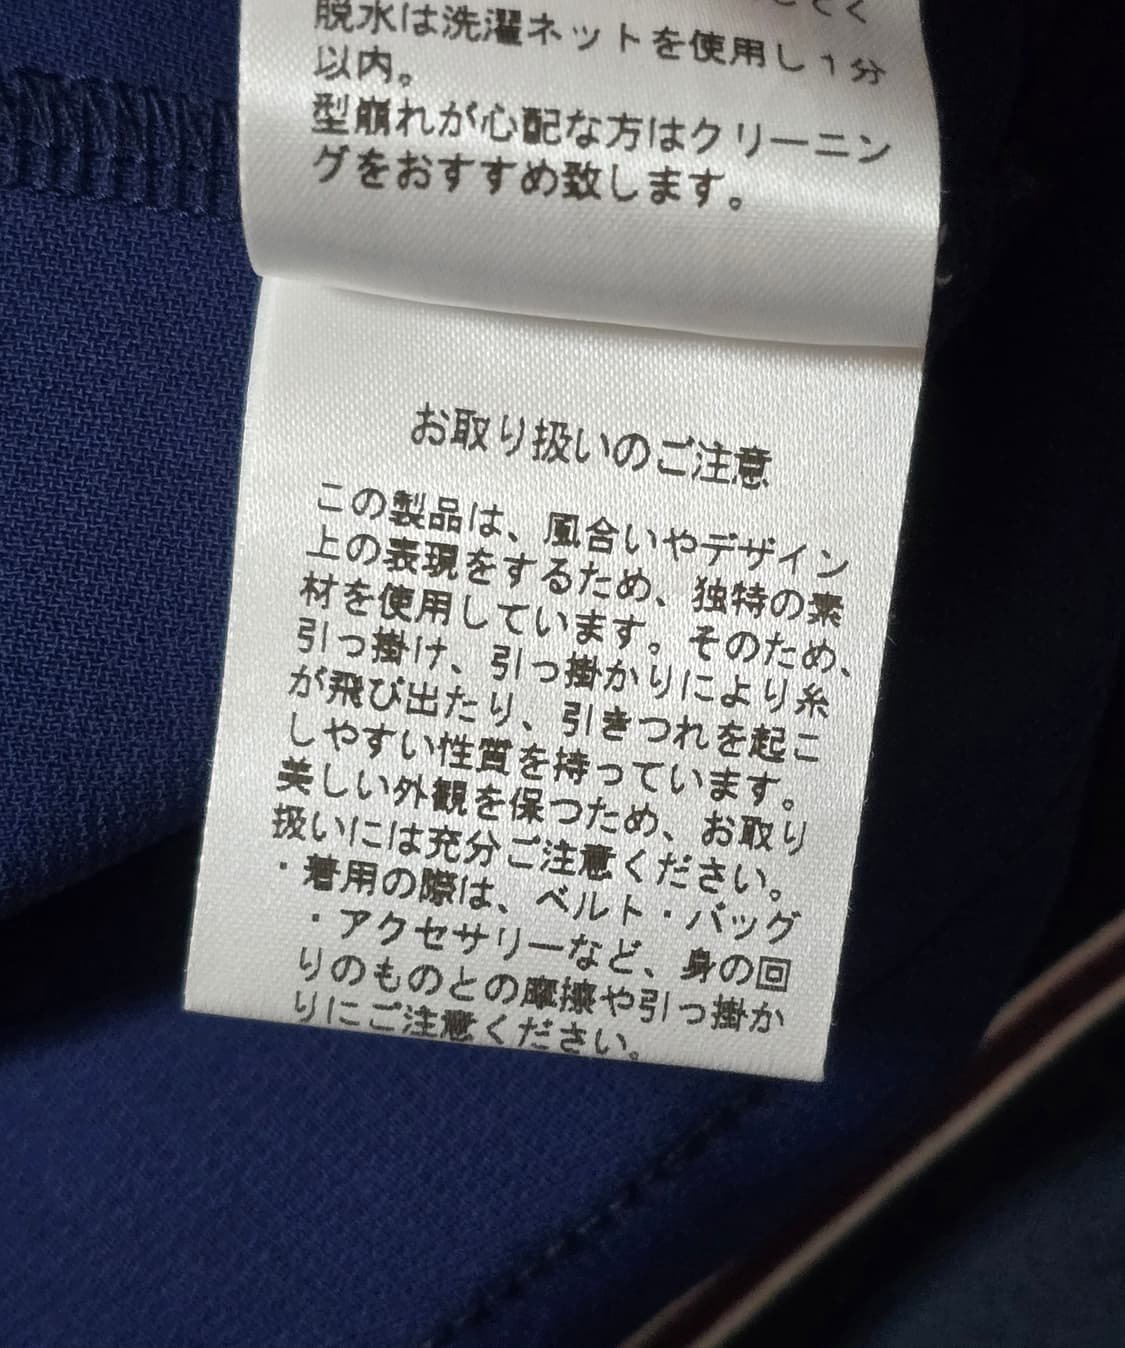 脱水は洗濯ネットを使用し1分
以内。
型崩れが心配な方はクリーニン
グをおすすめ致します。
お取り扱いのご注意
この製品は、風合いやデザイン
上の表現をするため、独特の素
材を使用しています。そのため、
引っ掛け、引っ掛かりにより糸
が飛び出たり、引きつれを起こ
しやすい性質を持っています。
美しい外観を保つため、お取り
扱いには充分ご注意ください。
・着用の際は、ベルト・バッグ
・アクセサリーなど、身の回
りのものとの摩擦や引っ掛か
りにご注意ください。